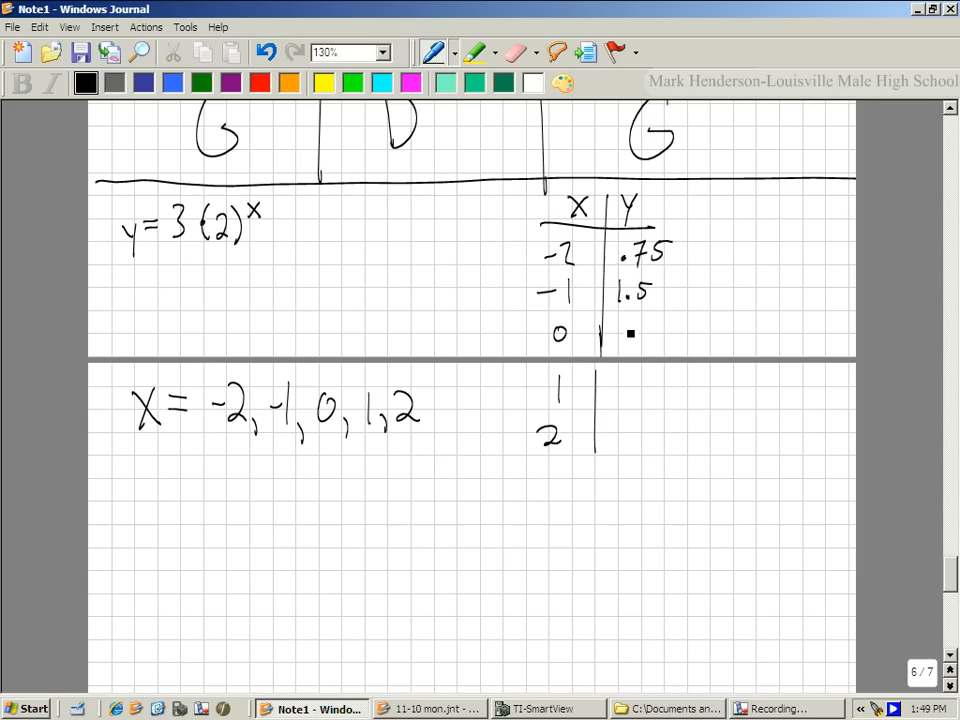 Note1 - Windows Journal
File Edit View Insert Actions Tools Help
130%
B I
Mark Henderson-Louisville Male High School
G D G
y = 3·(2)^x
X Y
-2 .75
-1 1.5
0
X = -2, -1, 0, 1, 2
1
2
6 / 7
Start Note1 - Windo... 11-10 mon.jnt - ... TI-SmartView C:\Documents an... Recording... « 1:49 PM